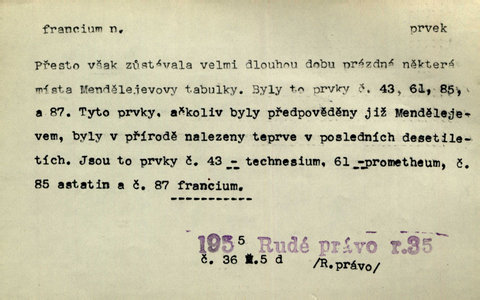 francium n. prvek
Přesto však zůstávala velmi dlouhou dobu prázdná některá
místa Mendělejevovy tabulky. Byly to prvky č. 43, 61, 85,
a 87. Tyto prvky, ačkoliv byly předpověděny již Menděleje-
vem, byly v přírodě nalezeny teprve v posledních desetile-
tích. Jsou to prvky č. 43 - technesium, 61 -prometheum, č.
85 astatin a č. 87 francium.
1955 Rudé právo r.35
č. 36 .5 d /R.právo/